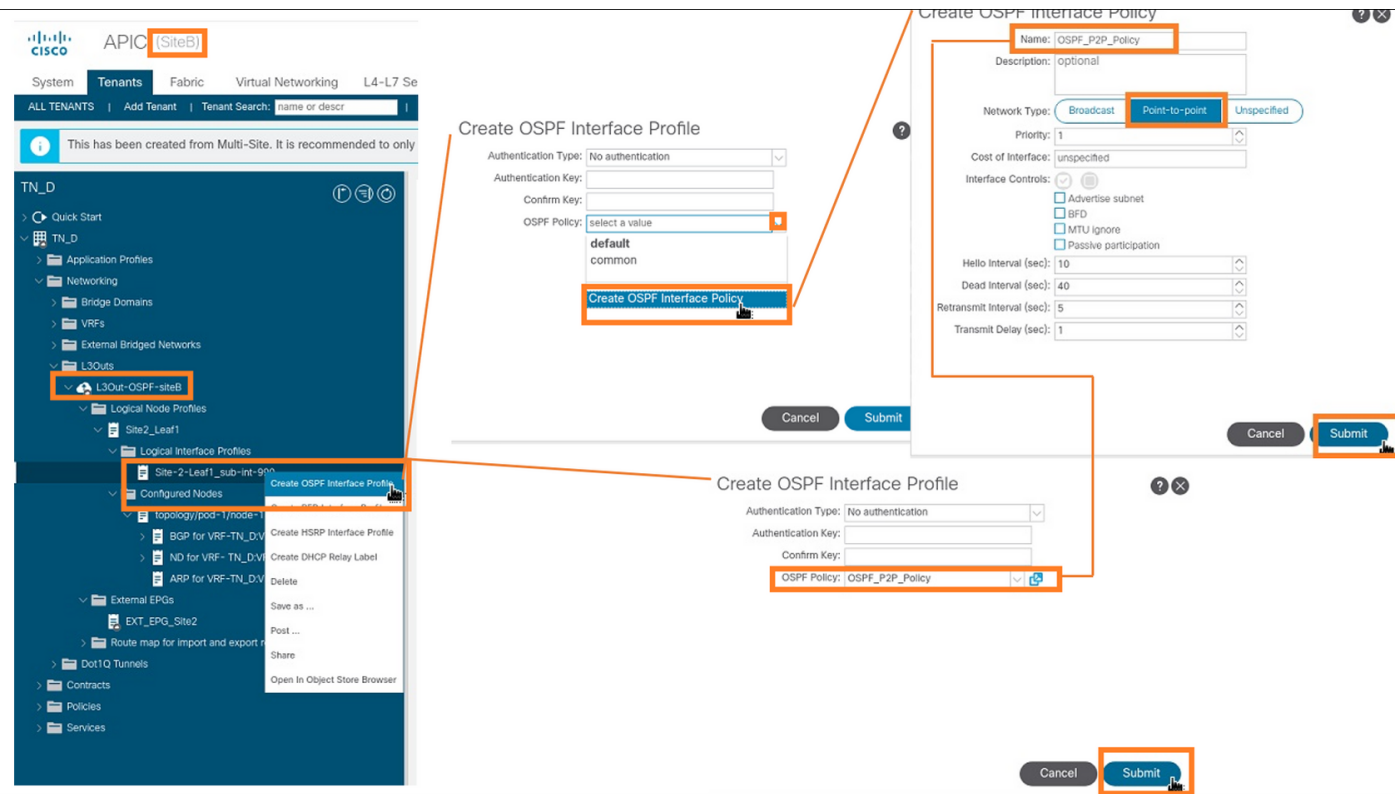 CISCO
APIC (SiteB)
System Tenants Fabric Virtual Networking L4-L7 Se
ALL TENANTS | Add Tenant | Tenant Search: name or descr |
This has been created from Multi-Site. It is recommended to only
TN_D
Quick Start
TN_D
Application Profiles
Networking
Bridge Domains
VRFs
External Bridged Networks
L3Outs
L3Out-OSPF-siteB
Logical Node Profiles
Site2_Leaf1
Logical Interface Profiles
Site-2-Leaf1_sub-int-900
Configured Nodes
topology/pod-1/node-1
BGP for VRF-TN_D:V
ND for VRF- TN_D:V
ARP for VRF-TN_D:V
External EPGs
EXT_EPG_Site2
Route map for import and export r
Dot1Q Tunnels
Contracts
Policies
Services
Create OSPF Interface Profile
Create HSRP Interface Profile
Create DHCP Relay Label
Delete
Save as ...
Post ...
Share
Open In Object Store Browser
Create OSPF Interface Profile
Authentication Type: No authentication
Authentication Key:
Confirm Key:
OSPF Policy: select a value
default
common
Create OSPF Interface Policy
Cancel Submit
Create OSPF Interface Policy
Name: OSPF_P2P_Policy
Description: optional
Network Type: Broadcast Point-to-point Unspecified
Priority: 1
Cost of Interface: unspecified
Interface Controls:
Advertise subnet
BFD
MTU ignore
Passive participation
Hello Interval (sec): 10
Dead Interval (sec): 40
Retransmit Interval (sec): 5
Transmit Delay (sec): 1
Cancel Submit
Create OSPF Interface Profile
Authentication Type: No authentication
Authentication Key:
Confirm Key:
OSPF Policy: OSPF_P2P_Policy
Cancel Submit